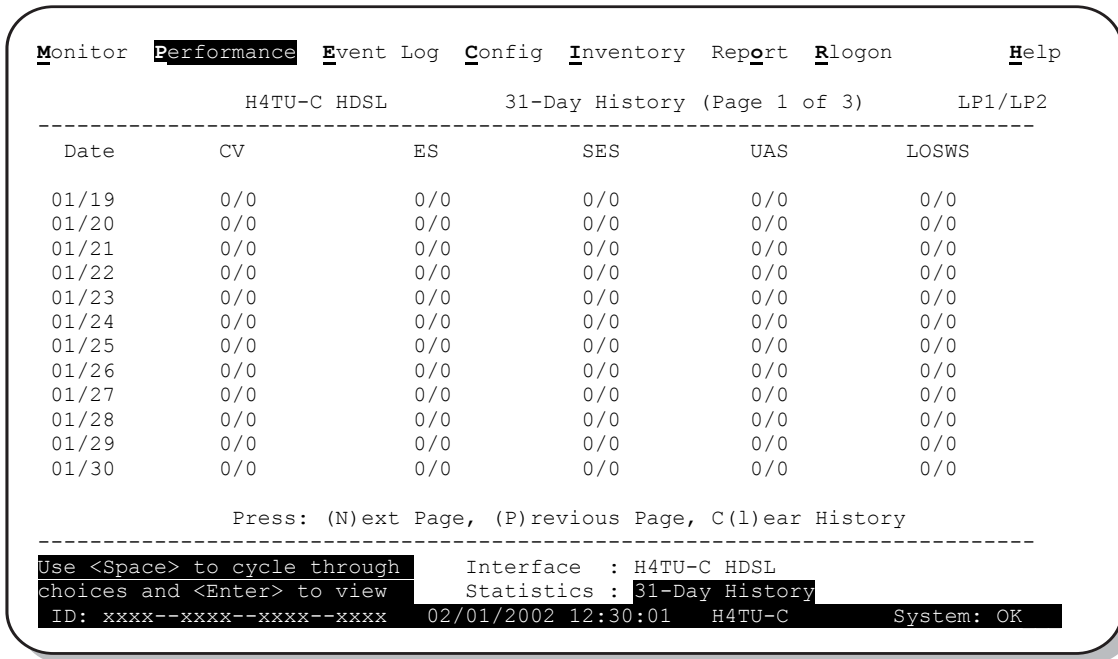 Monitor Performance Event Log Config Inventory Report Rlogon Help
H4TU-C HDSL 31-Day History (Page 1 of 3) LP1/LP2
--------------------------------------------------------------------------------
Date CV ES SES UAS LOSWS
01/19 0/0 0/0 0/0 0/0 0/0
01/20 0/0 0/0 0/0 0/0 0/0
01/21 0/0 0/0 0/0 0/0 0/0
01/22 0/0 0/0 0/0 0/0 0/0
01/23 0/0 0/0 0/0 0/0 0/0
01/24 0/0 0/0 0/0 0/0 0/0
01/25 0/0 0/0 0/0 0/0 0/0
01/26 0/0 0/0 0/0 0/0 0/0
01/27 0/0 0/0 0/0 0/0 0/0
01/28 0/0 0/0 0/0 0/0 0/0
01/29 0/0 0/0 0/0 0/0 0/0
01/30 0/0 0/0 0/0 0/0 0/0
Press: (N)ext Page, (P)revious Page, C(l)ear History
--------------------------------------------------------------------------------
Use <Space> to cycle through Interface : H4TU-C HDSL
choices and <Enter> to view Statistics : 31-Day History
ID: xxxx--xxxx--xxxx--xxxx 02/01/2002 12:30:01 H4TU-C System: OK